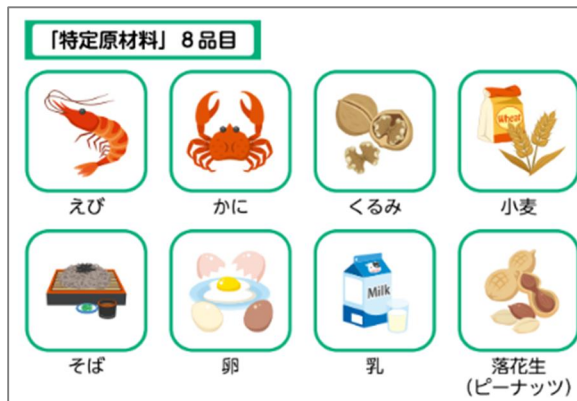 「特定原材料」8品目
えび
かに
くるみ
Wheat
小麦
そば
卵
Milk
乳
落花生
(ピーナッツ)